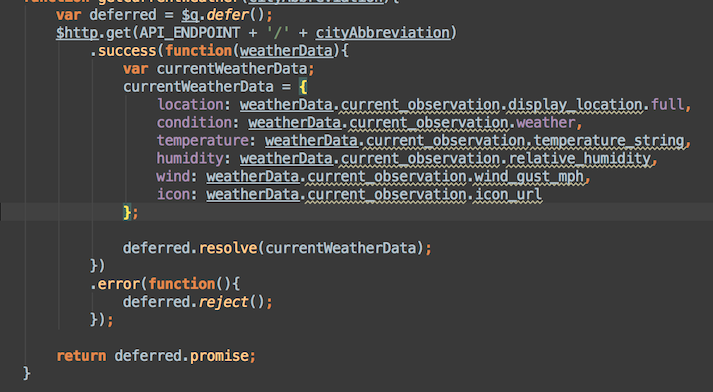 function getCurrentWeather(cityAbbreviation){
var deferred = $q.defer();
$http.get(API_ENDPOINT + '/' + cityAbbreviation)
.success(function(weatherData){
var currentWeatherData;
currentWeatherData = {
location: weatherData.current_observation.display_location.full,
condition: weatherData.current_observation.weather,
temperature: weatherData.current_observation.temperature_string,
humidity: weatherData.current_observation.relative_humidity,
wind: weatherData.current_observation.wind_gust_mph,
icon: weatherData.current_observation.icon_url
};
deferred.resolve(currentWeatherData);
})
.error(function(){
deferred.reject();
});
return deferred.promise;
}